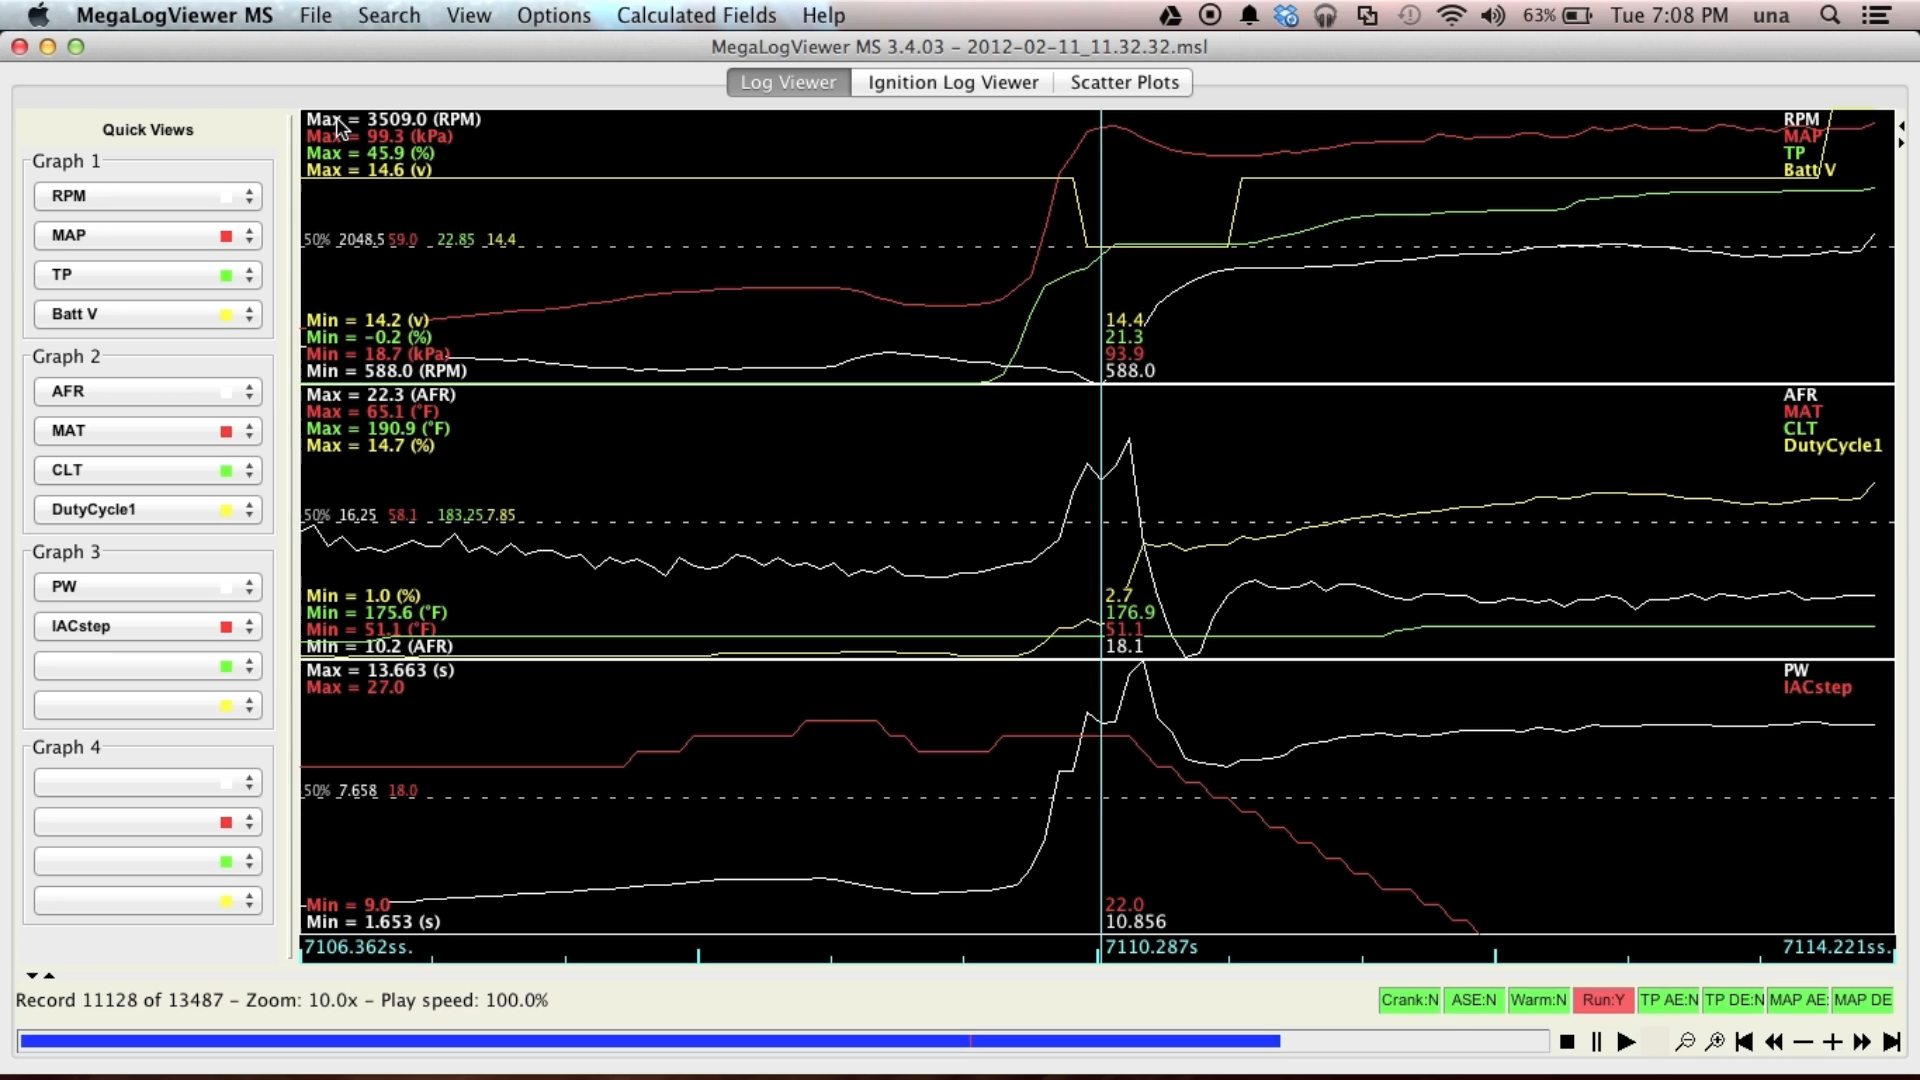 MegaLogViewer MS File Search View Options Calculated Fields Help 63% Tue 7:08 PM una
MegaLogViewer MS 3.4.03 – 2012-02-11_11.32.32.msl
Log Viewer Ignition Log Viewer Scatter Plots
Quick Views
Graph 1
RPM
MAP
TP
Batt V
Graph 2
AFR
MAT
CLT
DutyCycle1
Graph 3
PW
IACstep
Graph 4
Max = 3509.0 (RPM) RPM
Max = 99.3 (kPa) MAP
Max = 45.9 (%) TP
Max = 14.6 (v) Batt V
50% 2048.5 59.0 22.85 14.4
Min = 14.2 (v) 14.4
Min = -0.2 (%) 21.3
Min = 18.7 (kPa) 93.9
Min = 588.0 (RPM) 588.0
Max = 22.3 (AFR) AFR
Max = 65.1 (°F) MAT
Max = 190.9 (°F) CLT
Max = 14.7 (%) DutyCycle1
50% 16.25 58.1 183.25 7.85
Min = 1.0 (%) 2.7
Min = 175.6 (°F) 176.9
Min = 51.1 (°F) 51.1
Min = 10.2 (AFR) 18.1
Max = 13.663 (s) PW
Max = 27.0 IACstep
50% 7.658 18.0
Min = 9.0 22.0
Min = 1.653 (s) 10.856
7106.362ss. 7110.287s 7114.221ss.
Record 11128 of 13487 – Zoom: 10.0x – Play speed: 100.0% Crank:N ASE:N Warm:N Run:Y TP AE:N TP DE:N MAP AE: MAP DE